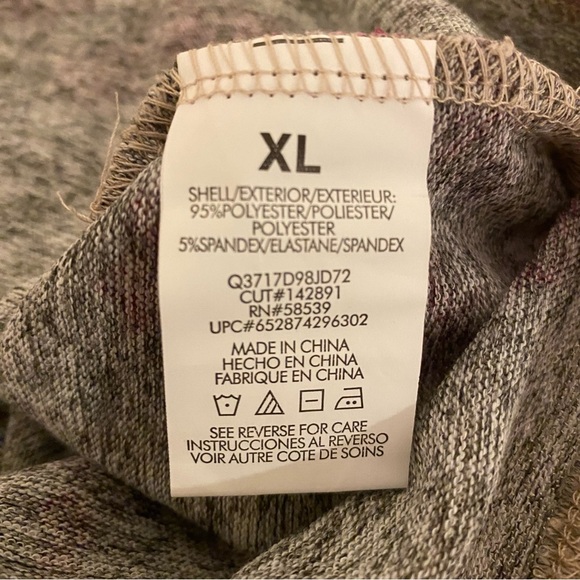 XL
SHELL/EXTERIOR/EXTERIEUR:
95%POLYESTER/POLIESTER/
POLYESTER
5%SPANDEX/ELASTANE/SPANDEX
Q3717D98JD72
CUT#142891
RN#58539
UPC#652874296302
MADE IN CHINA
HECHO EN CHINA
FABRIQUE EN CHINA
SEE REVERSE FOR CARE
INSTRUCCIONES AL REVERSO
VOIR AUTRE COTE DE SOINS